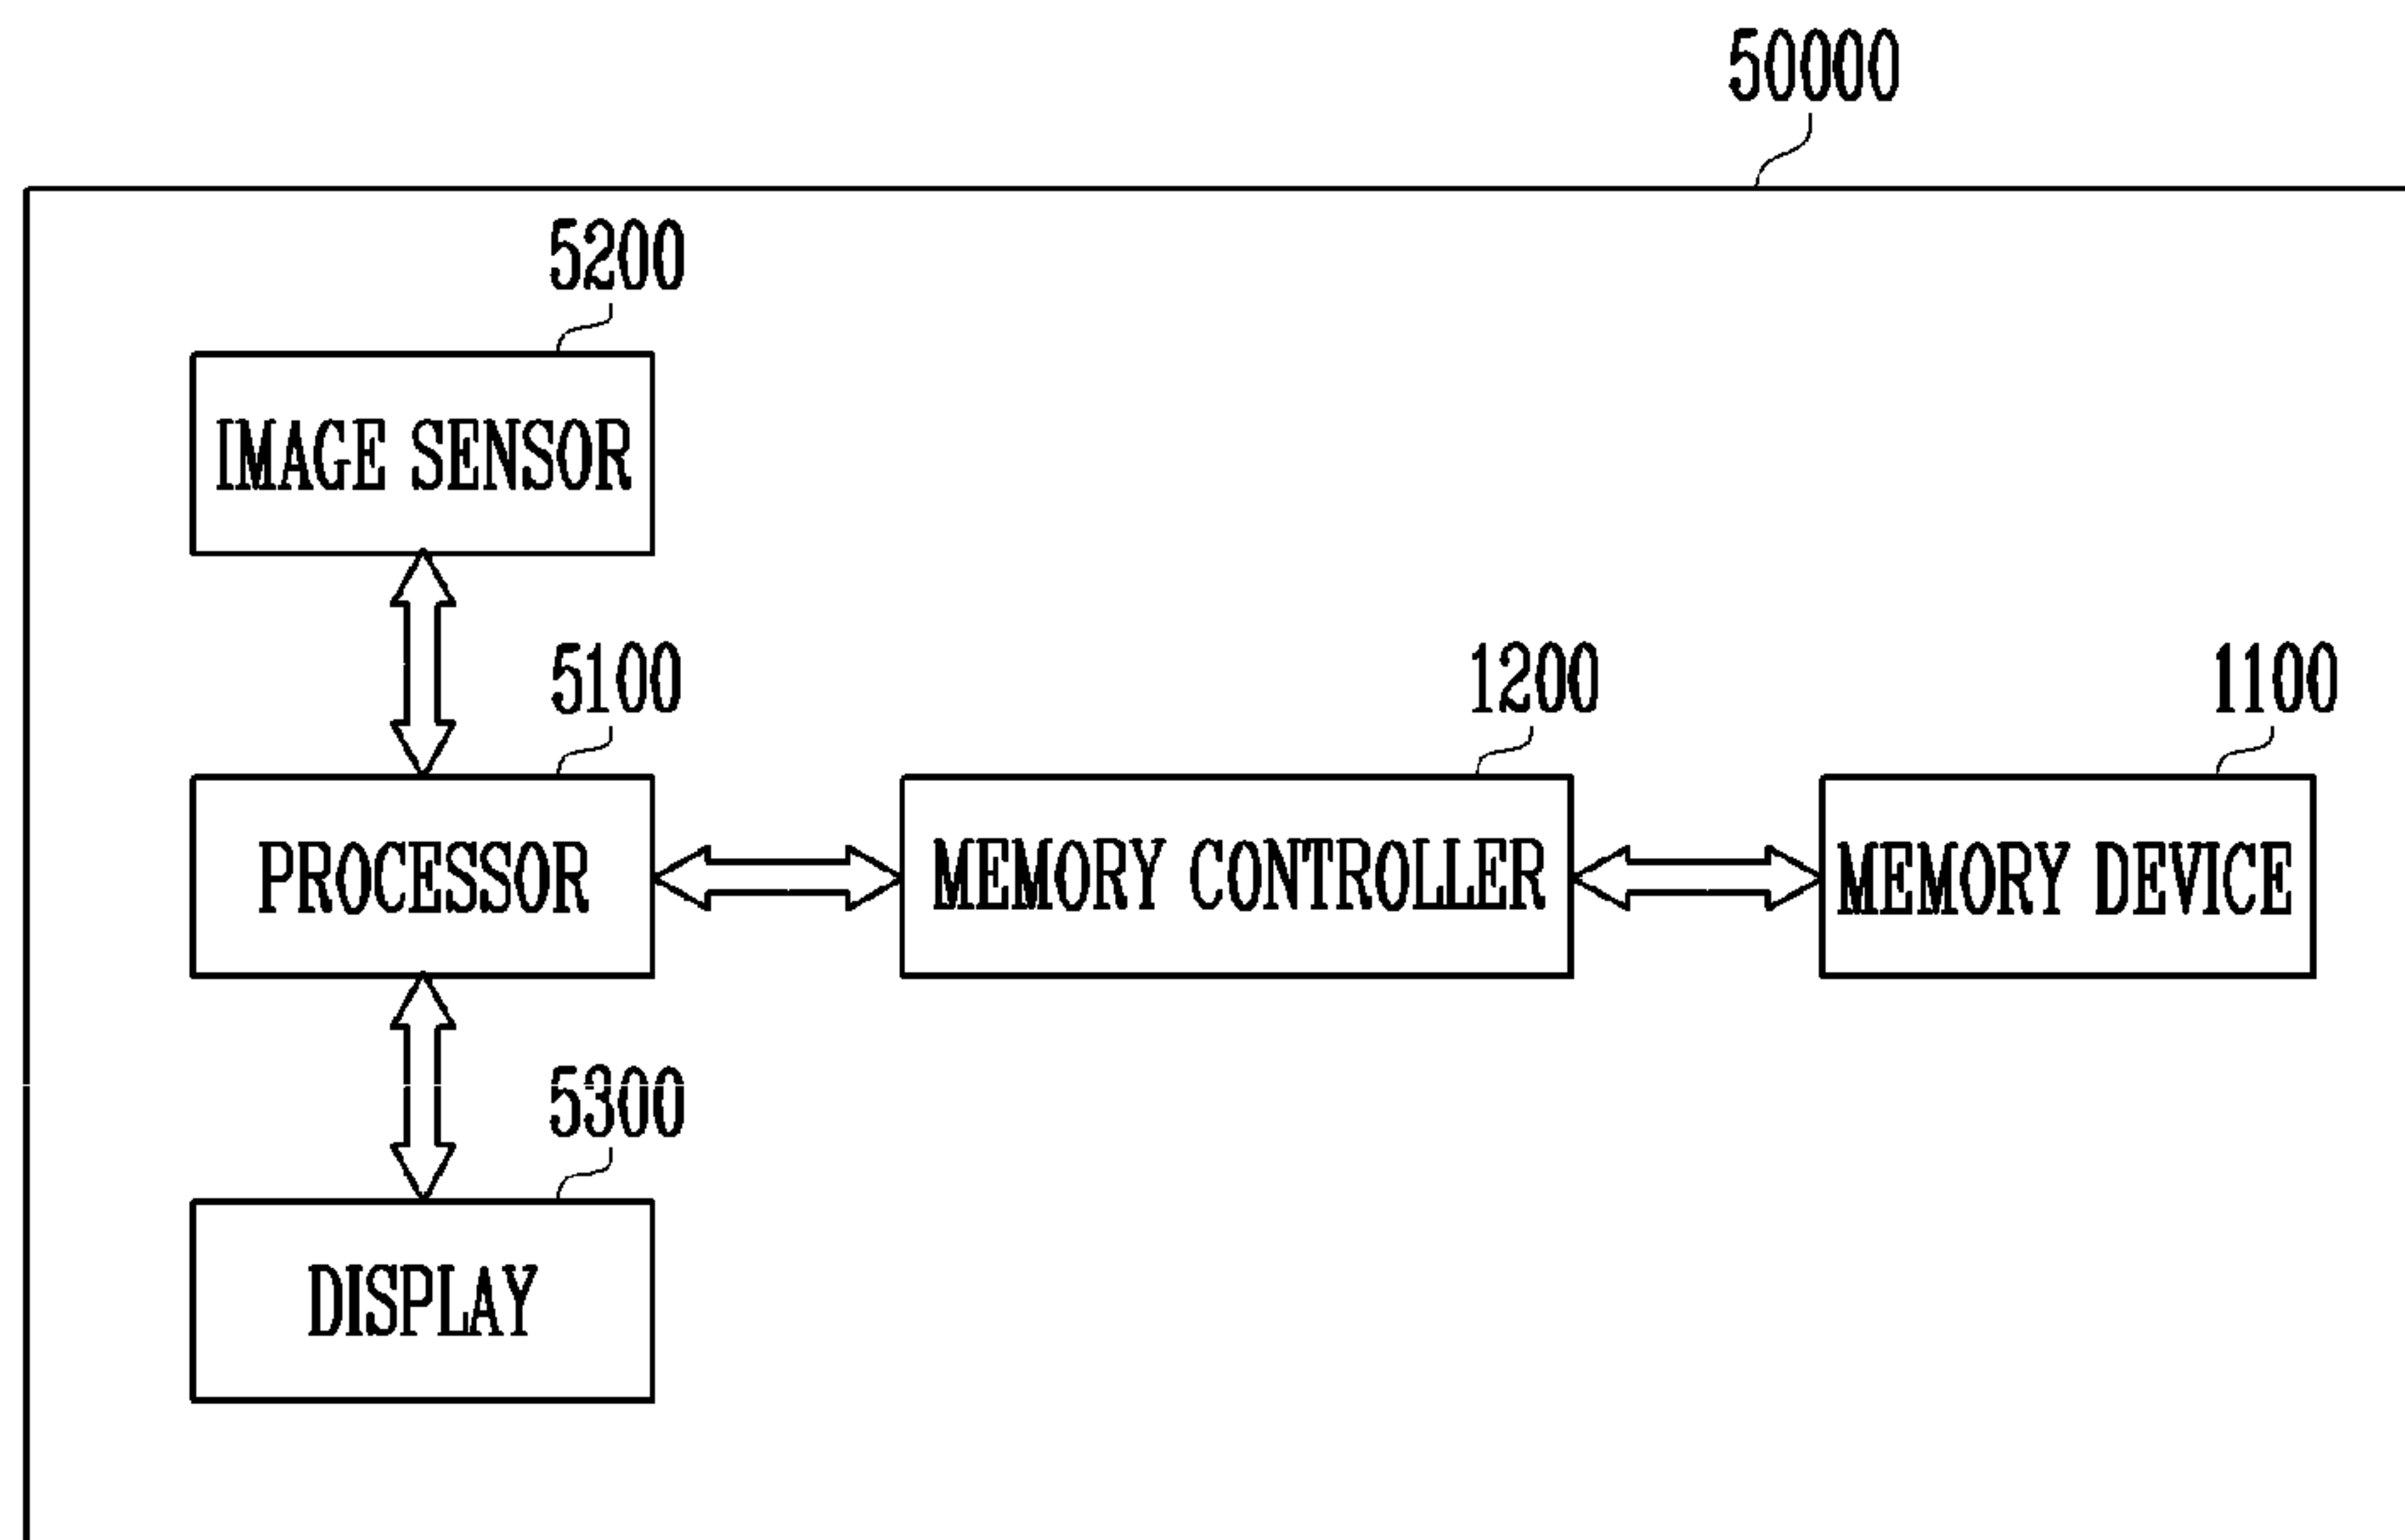 50000
5200
IMAGE SENSOR
5100
1200
1100
PROCESSOR
MEMORY CONTROLLER
MEMORY DEVICE
5300
DISPLAY